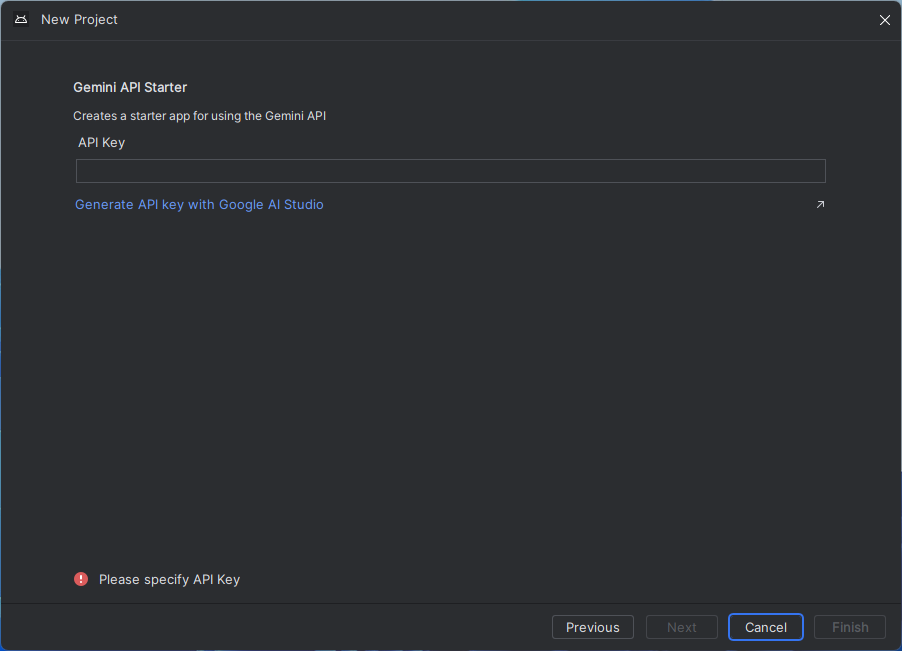 New Project
Gemini API Starter
Creates a starter app for using the Gemini API
API Key
Generate API key with Google AI Studio
Please specify API Key
Previous
Next
Cancel
Finish